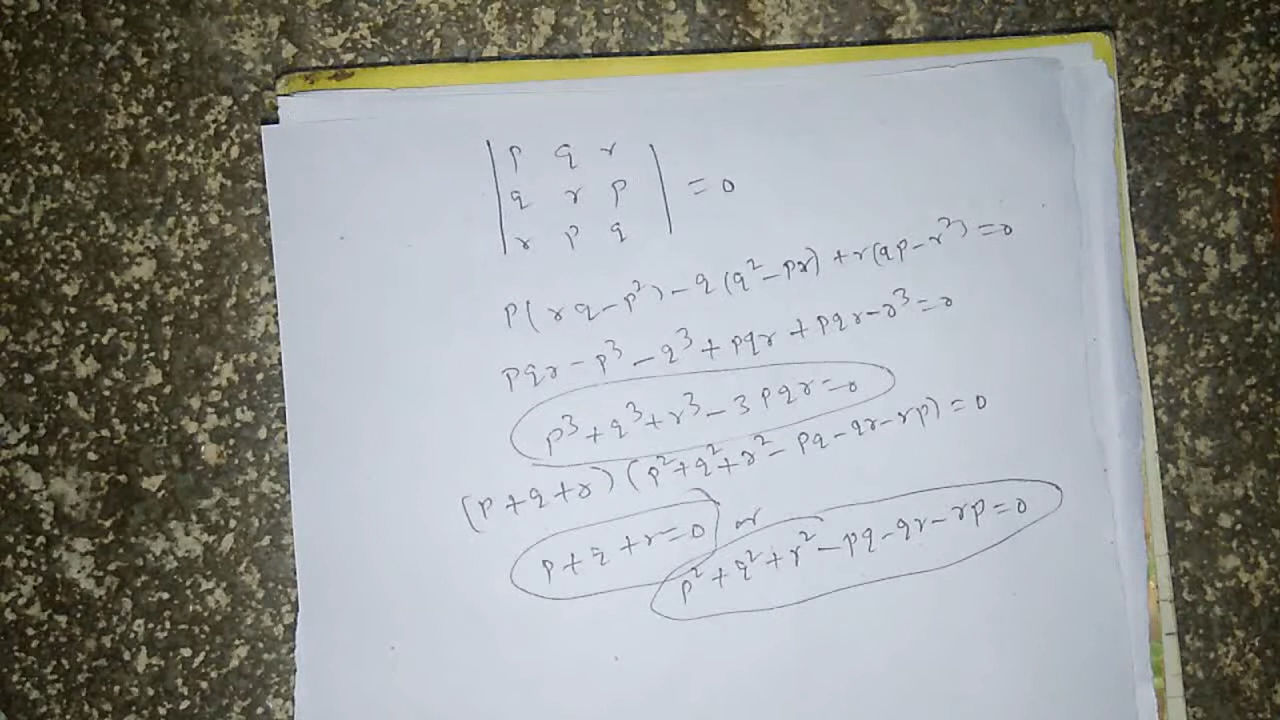 | p q r |
| q r p | = 0
| r p q |
p(rq-p²)-q(q²-pr)+r(qp-r²)=0
pqr-p³-q³+pqr+pqr-r³=0
p³+q³+r³-3pqr=0
(p+q+r)(p²+q²+r²-pq-qr-rp)=0
p+q+r=0 or
p²+q²+r²-pq-qr-rp=0